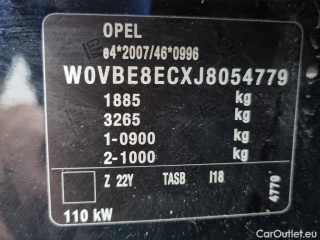 OPEL
e4*2007/46*0996
W0VBE8ECXJ8054779
1885 kg
3265 kg
1-0900 kg
2-1000 kg
Z 22Y TASB I18
4779
110 kW
CarOutlet.eu